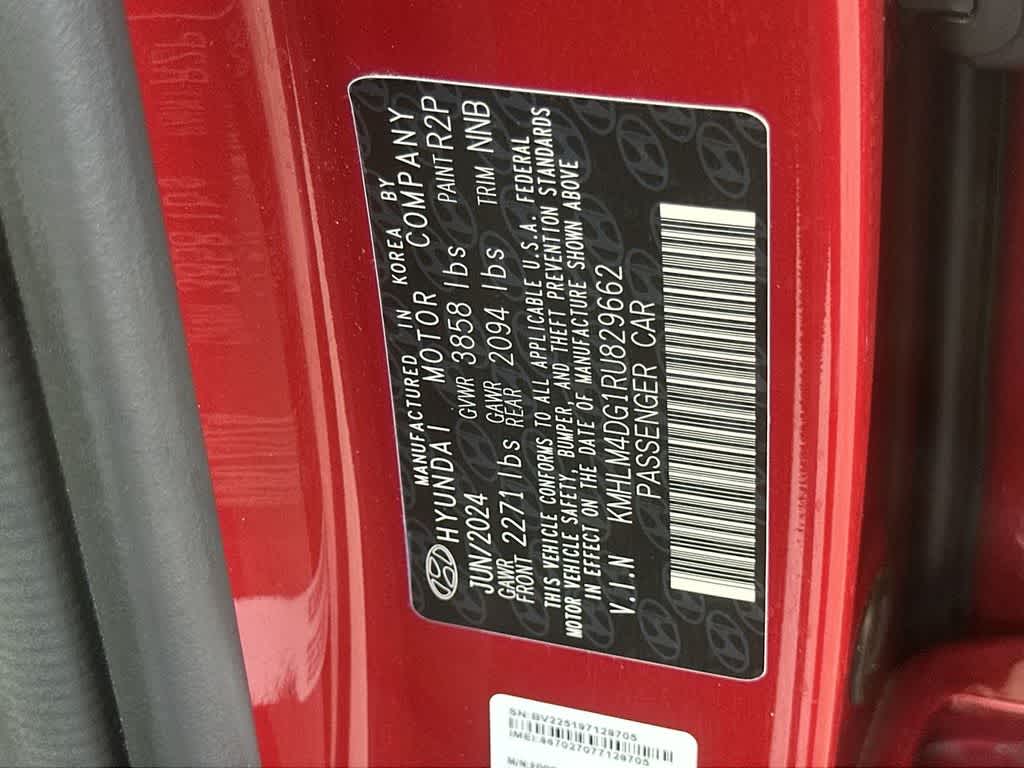 MANUFACTURED IN KOREA BY
HYUNDAI MOTOR COMPANY
JUN/2024 GVWR 3858 lbs PAINT R2P
GAWR FRONT 2271 lbs GAWR REAR 2094 lbs TRIM NNB
THIS VEHICLE CONFORMS TO ALL APPLICABLE U.S.A. FEDERAL
MOTOR VEHICLE SAFETY, BUMPER, AND THEFT PREVENTION STANDARDS
IN EFFECT ON THE DATE OF MANUFACTURE SHOWN ABOVE
V.I.N KMHLM4DG1RU829662
PASSENGER CAR
SN:BV225197129705